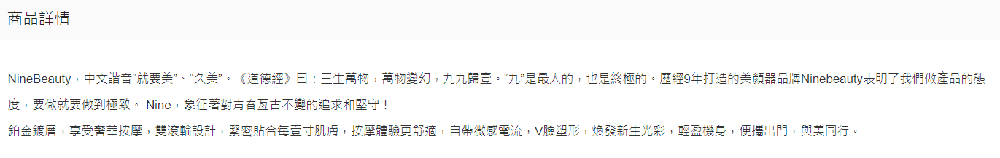 商品詳情
NineBeauty，中文諧音“就要美”、“久美”。《道德經》曰：三生萬物，萬物變幻，九九歸壹。“九”是最大的，也是終極的。歷經9年打造的美顏器品牌Ninebeauty表明了我們做產品的態
度，要做就要做到極致。 Nine，象征著對青春亙古不變的追求和堅守！
鉑金鍍層，享受奢華按摩，雙滾輪設計，緊密貼合每壹寸肌膚，按摩體驗更舒適，自帶微感電流，V臉塑形，煥發新生光彩，輕盈機身，便攜出門，與美同行。